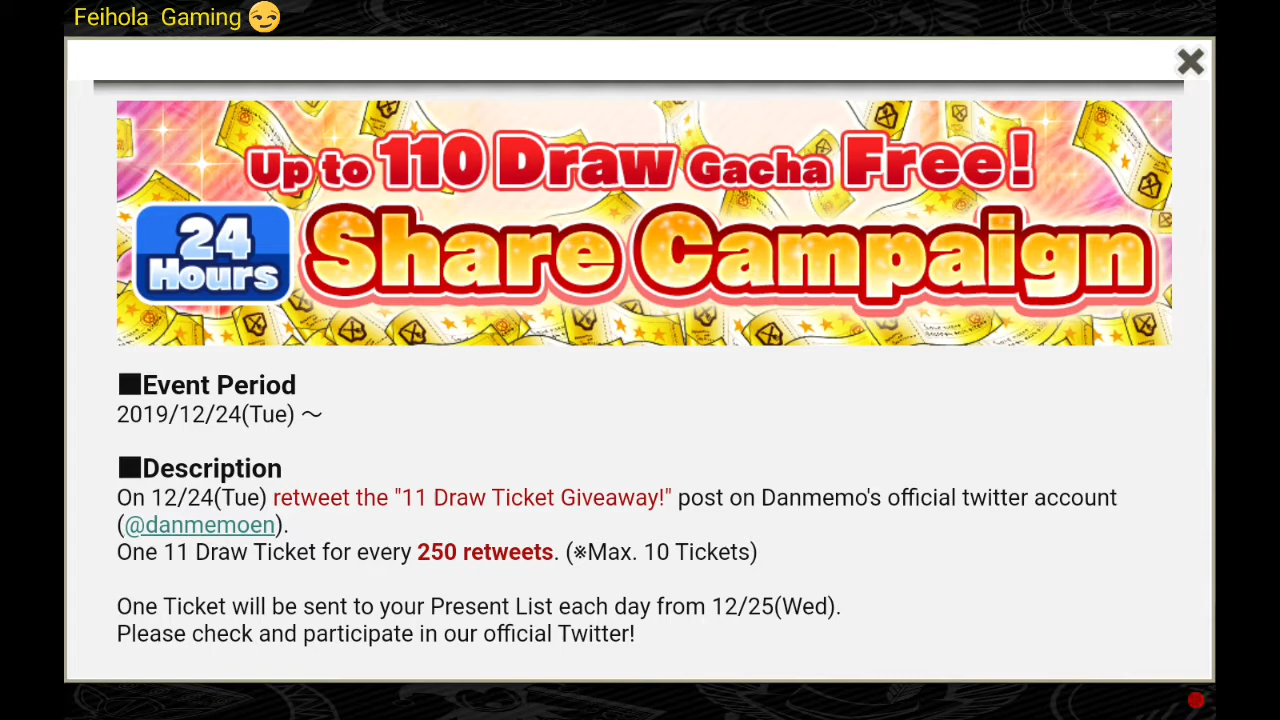 Feihola Gaming 😏
Up to 110 Draw Gacha Free!
24 Hours
Share Campaign
■Event Period
2019/12/24(Tue) ～
■Description
On 12/24(Tue) retweet the "11 Draw Ticket Giveaway!" post on Danmemo's official twitter account
(@danmemoen).
One 11 Draw Ticket for every 250 retweets. (※Max. 10 Tickets)
One Ticket will be sent to your Present List each day from 12/25(Wed).
Please check and participate in our official Twitter!